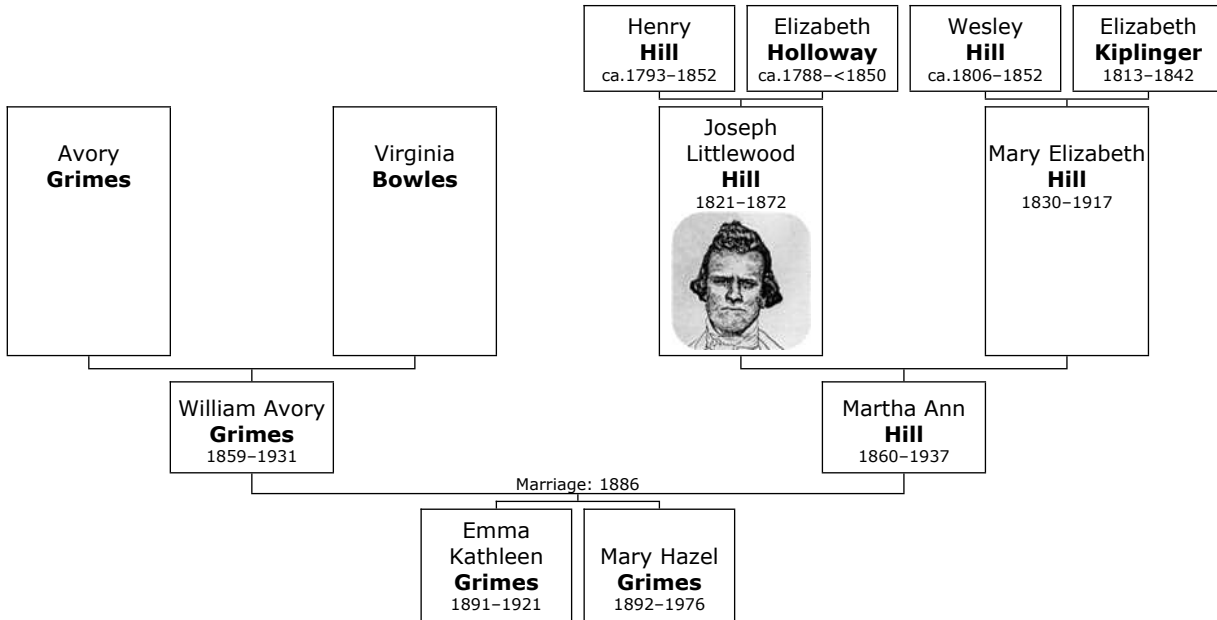 Henry
Hill
ca.1793–1852
Elizabeth
Holloway
ca.1788–<1850
Wesley
Hill
ca.1806–1852
Elizabeth
Kiplinger
1813–1842
Avory
Grimes
Virginia
Bowles
Joseph
Littlewood
Hill
1821–1872
Mary Elizabeth
Hill
1830–1917
William Avory
Grimes
1859–1931
Martha Ann
Hill
1860–1937
Marriage: 1886
Emma
Kathleen
Grimes
1891–1921
Mary Hazel
Grimes
1892–1976